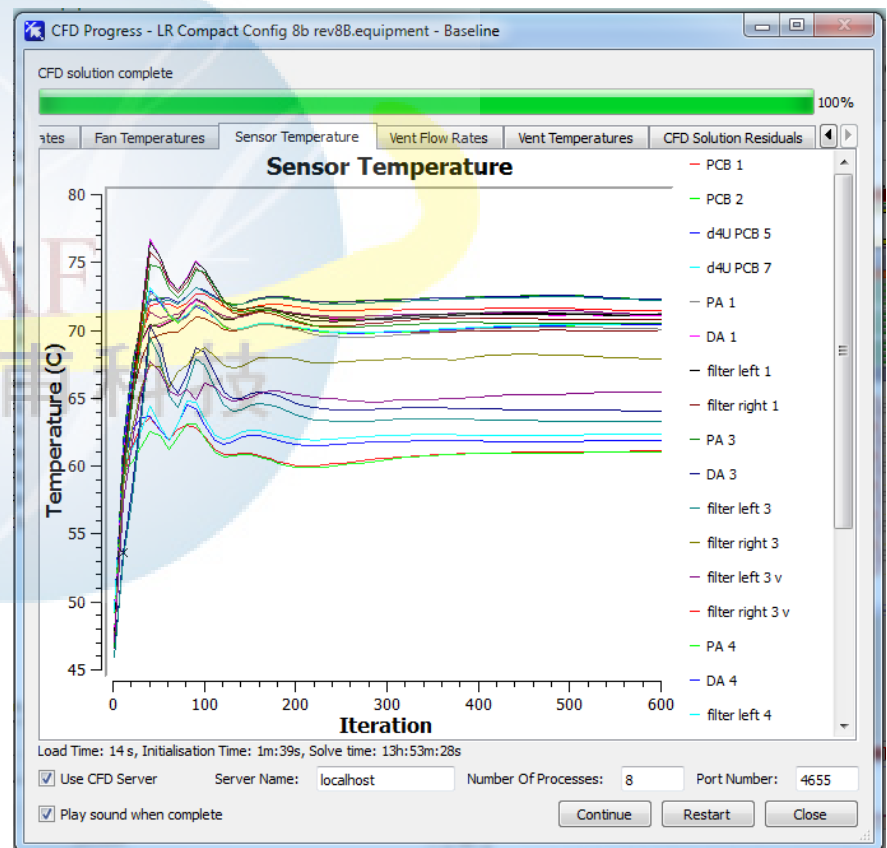 CFD Progress - LR Compact Config 8b rev8B.equipment - Baseline
CFD solution complete
100%
ates
Fan Temperatures
Sensor Temperature
Vent Flow Rates
Vent Temperatures
CFD Solution Residuals
Sensor Temperature
Temperature (C)
80
75
70
65
60
55
50
45
0 100 200 300 400 500 600
Iteration
PCB 1
PCB 2
d4U PCB 5
d4U PCB 7
PA 1
DA 1
filter left 1
filter right 1
PA 3
DA 3
filter left 3
filter right 3
filter left 3 v
filter right 3 v
PA 4
DA 4
filter left 4
Load Time: 14 s, Initialisation Time: 1m:39s, Solve time: 13h:53m:28s
Use CFD Server Server Name: localhost Number Of Processes: 8 Port Number: 4655
Play sound when complete Continue Restart Close
AF
科技